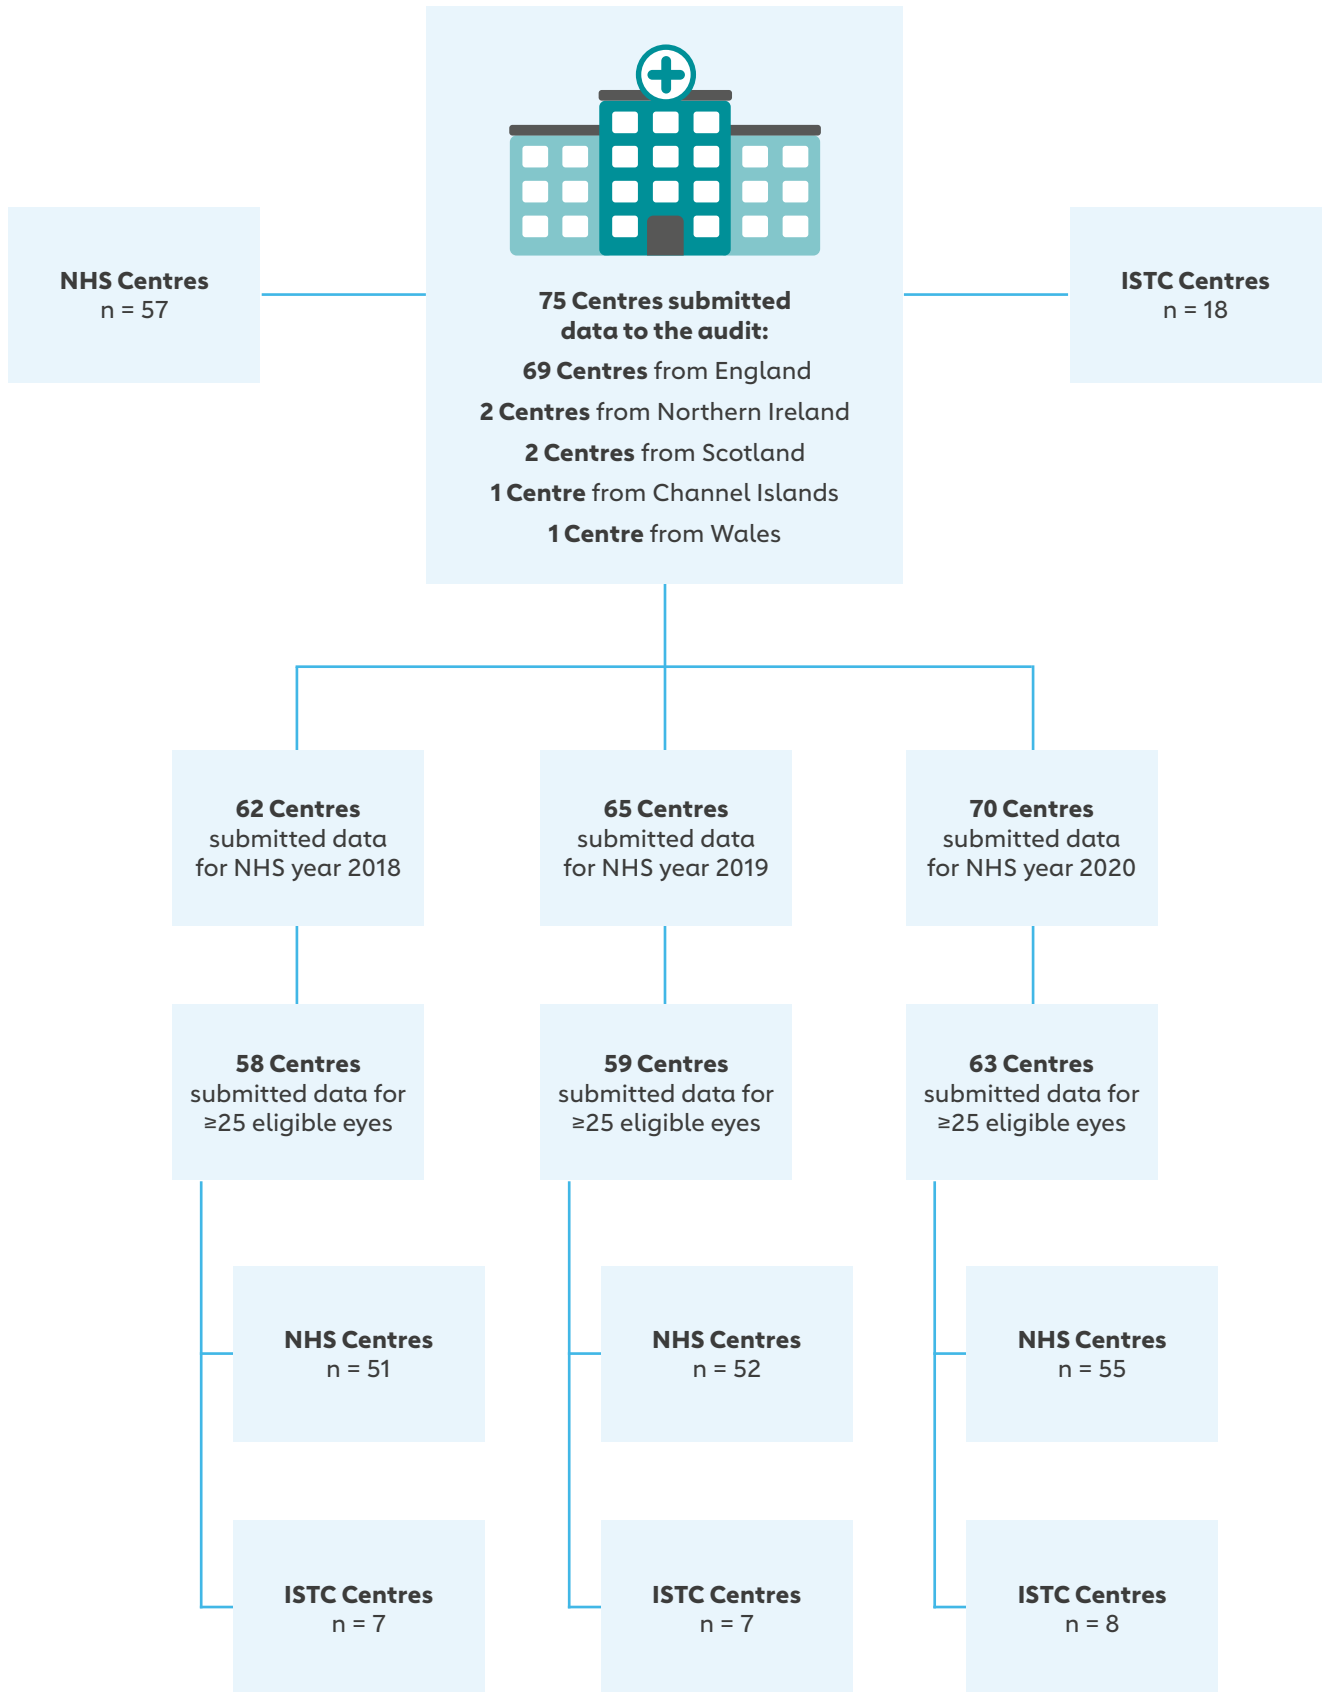 NHS Centres
n = 57
ISTC Centres
n = 18
75 Centres submitted
data to the audit:
69 Centres from England
2 Centres from Northern Ireland
2 Centres from Scotland
1 Centre from Channel Islands
1 Centre from Wales
62 Centres
submitted data
for NHS year 2018
65 Centres
submitted data
for NHS year 2019
70 Centres
submitted data
for NHS year 2020
58 Centres
submitted data for
≥25 eligible eyes
59 Centres
submitted data for
≥25 eligible eyes
63 Centres
submitted data for
≥25 eligible eyes
NHS Centres
n = 51
NHS Centres
n = 52
NHS Centres
n = 55
ISTC Centres
n = 7
ISTC Centres
n = 7
ISTC Centres
n = 8